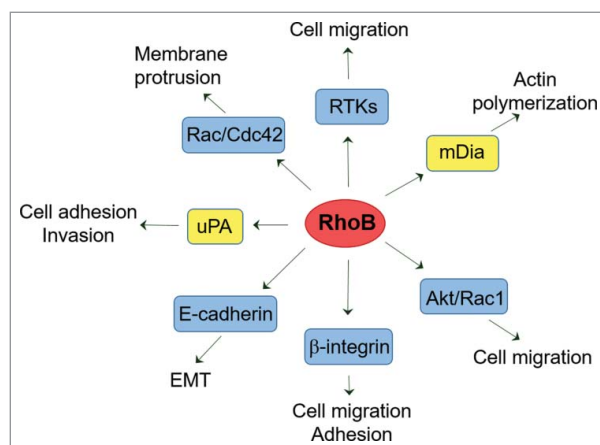 Cell migration
Membrane
protrusion
Actin
polymerization
RTKs
Rac/Cdc42
mDia
Cell adhesion
Invasion
uPA
RhoB
E-cadherin
Akt/Rac1
β-integrin
Cell migration
EMT
Cell migration
Adhesion